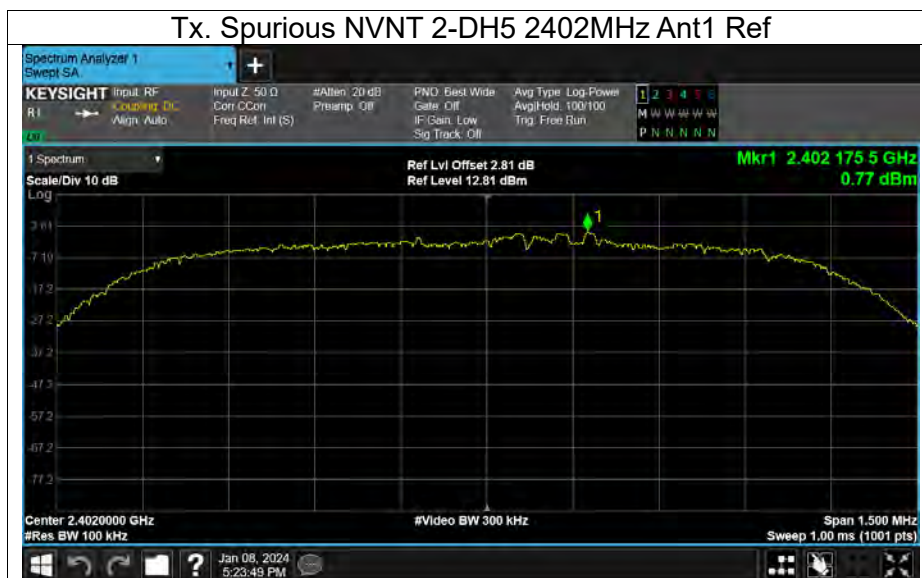 Tx. Spurious NVNT 2-DH5 2402MHz Ant1 Ref
Spectrum Analyzer 1
Swept SA
+
KEYSIGHT Input: RF
RL
Coupling: DC
Align: Auto
Input Z: 50 Ω
Corr CCorr
Freq Ref: Int (S)
#Atten: 20 dB
Preamp: Off
PNO: Best Wide
Gate: Off
IF Gain: Low
Sig Track: Off
Avg Type: Log-Power
Avg|Hold: 100/100
Trig: Free Run
1 2 3 4 5 6
M W W W W W
P N N N N N
1 Spectrum
Scale/Div 10 dB
Log
Ref Lvl Offset 2.81 dB
Ref Level 12.81 dBm
Mkr1 2.402 175 5 GHz
0.77 dBm
1
2.81
-7.19
-17.2
-27.2
-37.2
-47.2
-57.2
-67.2
-77.2
Center 2.4020000 GHz
#Res BW 100 kHz
#Video BW 300 kHz
Span 1.500 MHz
Sweep 1.00 ms (1001 pts)
?
Jan 08, 2024
5:23:49 PM